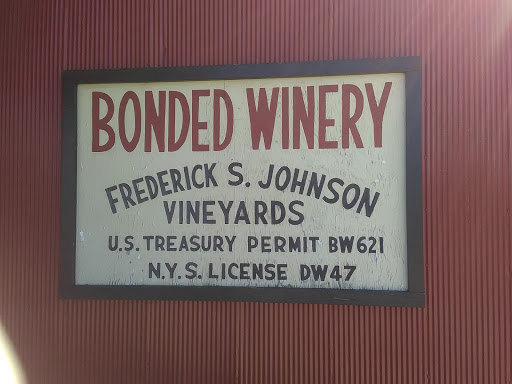 BONDED WINERY
FREDERICK S. JOHNSON
VINEYARDS
U.S. TREASURY PERMIT BW621
N.Y.S. LICENSE DW47